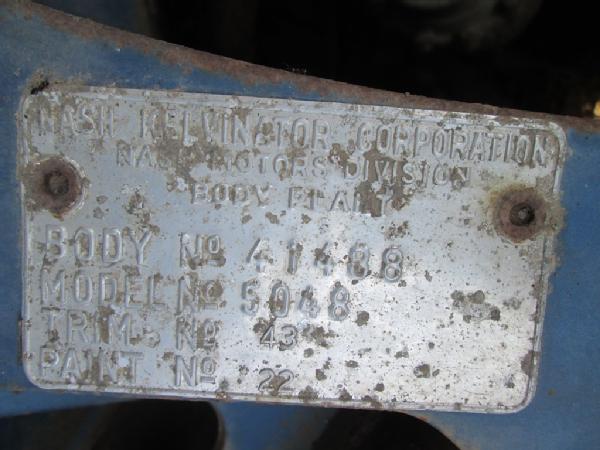 NASH KELVINATOR CORPORATION
NASH MOTORS DIVISION
BODY PLANT
BODY Nº 41488
MODEL Nº 5048
TRIM Nº 43
PAINT Nº 22